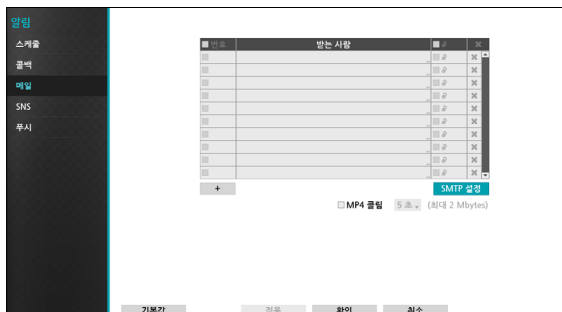 알림
스케줄
콜백
메일
SNS
푸시
번호 받는 사람
+ SMTP 설정
MP4 클립 5 초 (최대 2 Mbytes)
기본값 적용 확인 취소